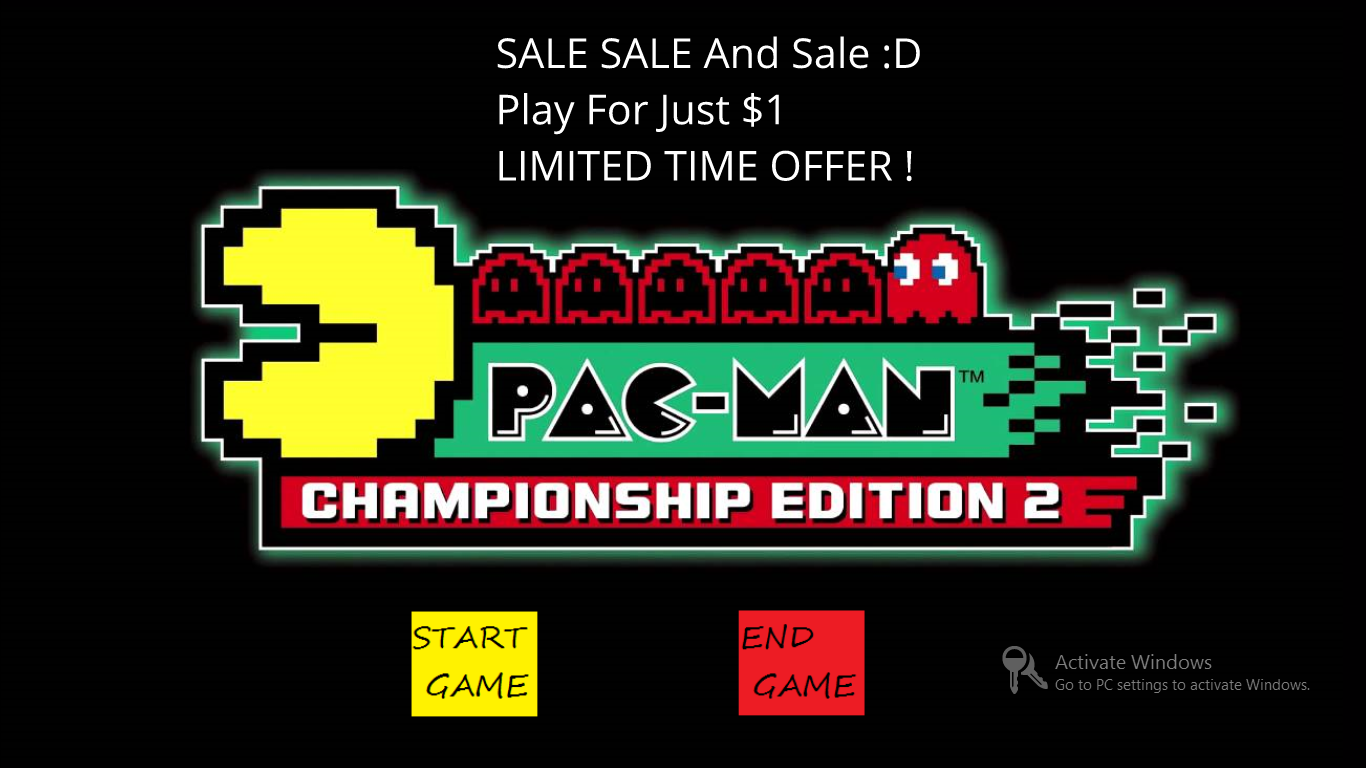 SALE SALE And Sale :D
Play For Just $1
LIMITED TIME OFFER !
PAC-MAN™
CHAMPIONSHIP EDITION 2
START
GAME
END
GAME
Activate Windows
Go to PC settings to activate Windows.